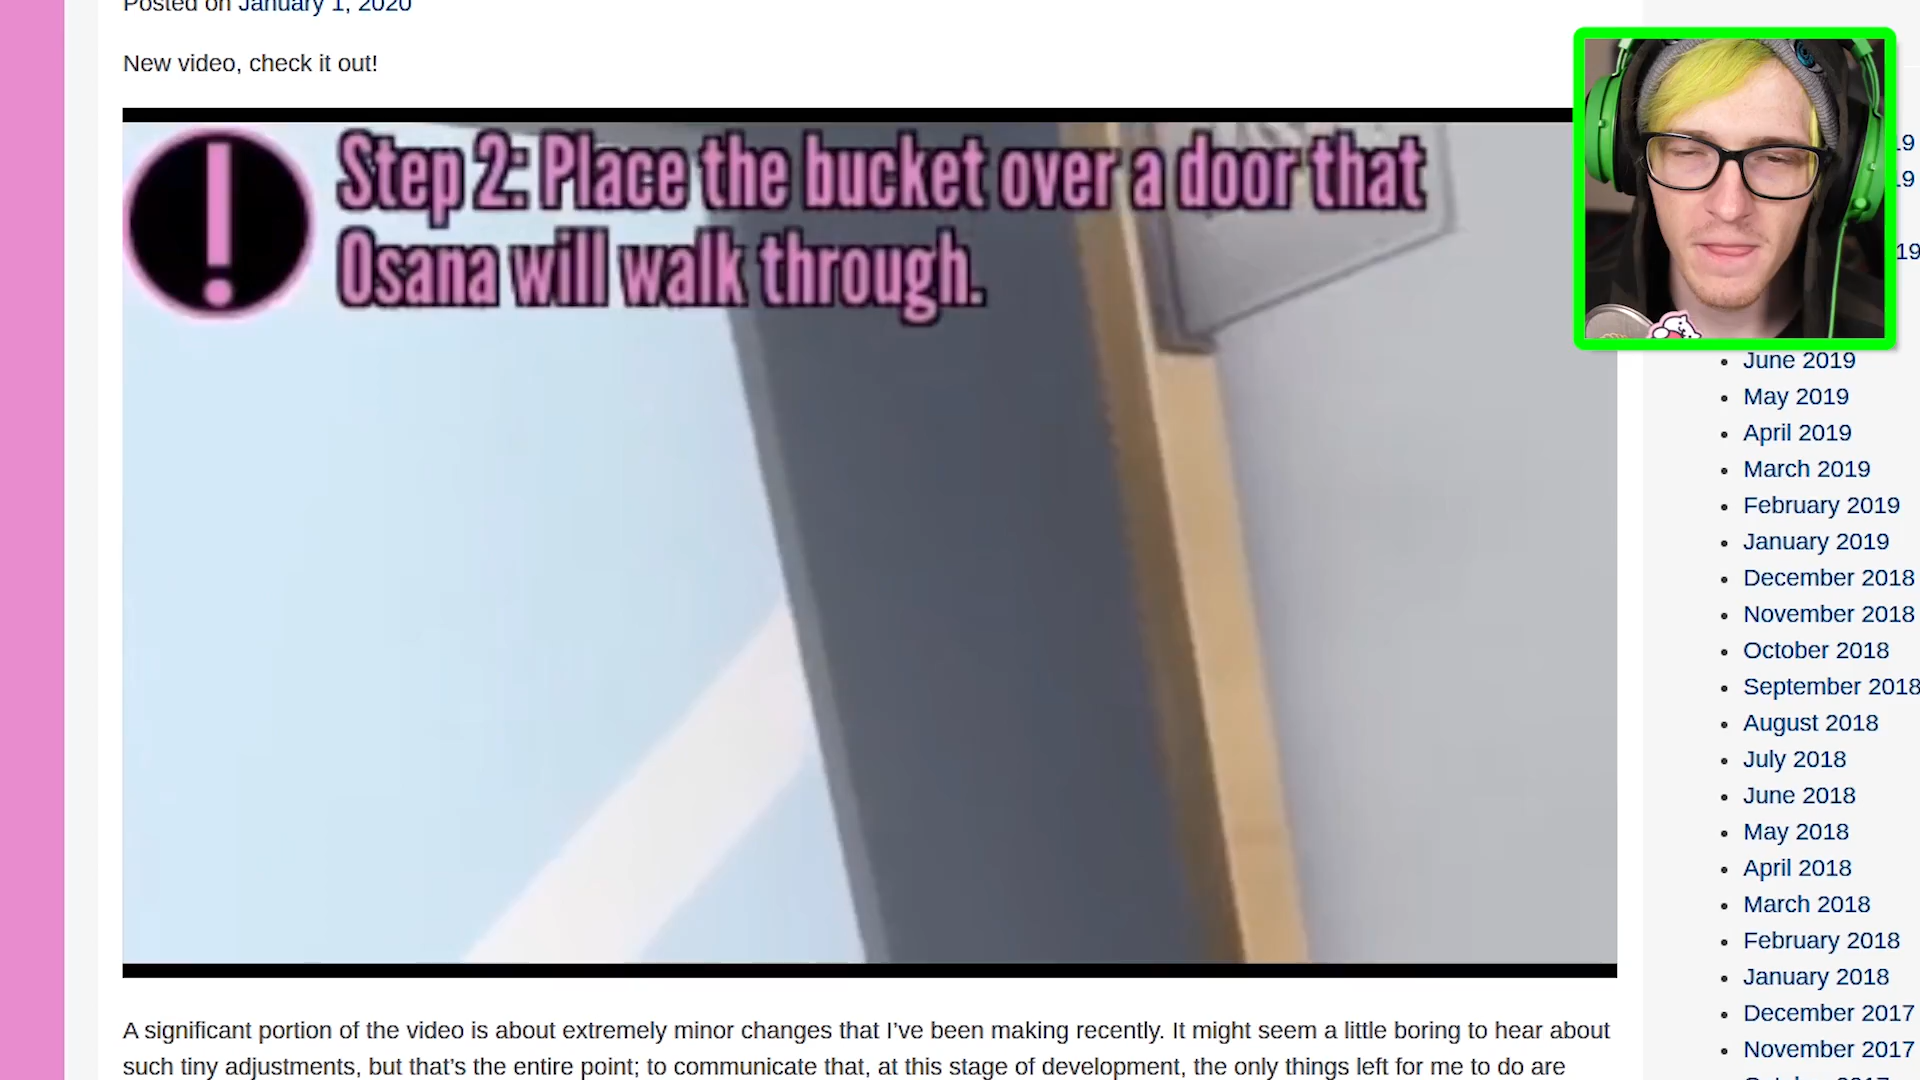 Posted on January 1, 2020
New video, check it out!
Step 2: Place the bucket over a door that
Osana will walk through.
19
19
19
June 2019
May 2019
April 2019
March 2019
February 2019
January 2019
December 2018
November 2018
October 2018
September 2018
August 2018
July 2018
June 2018
May 2018
April 2018
March 2018
February 2018
January 2018
December 2017
November 2017
A significant portion of the video is about extremely minor changes that I’ve been making recently. It might seem a little boring to hear about
such tiny adjustments, but that’s the entire point; to communicate that, at this stage of development, the only things left for me to do are